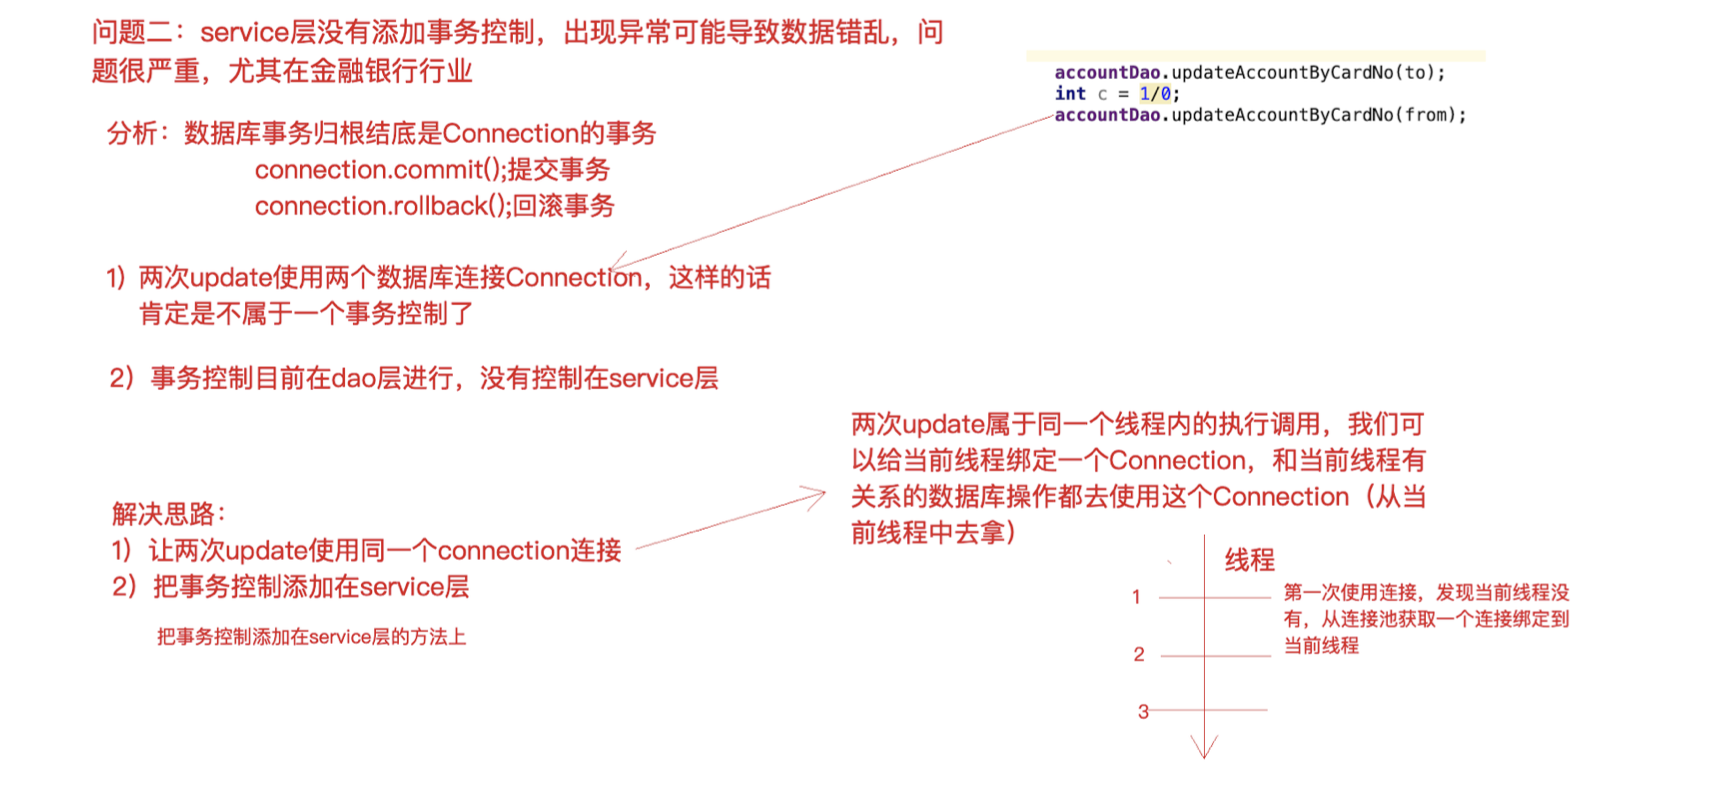 问题二：service层没有添加事务控制，出现异常可能导致数据错乱，问
题很严重，尤其在金融银行行业
accountDao.updateAccountByCardNo(to);
int c = 1/0;
accountDao.updateAccountByCardNo(from);
分析：数据库事务归根结底是Connection的事务
connection.commit();提交事务
connection.rollback();回滚事务
1）两次update使用两个数据库连接Connection，这样的话
肯定是不属于一个事务控制了
2）事务控制目前在dao层进行，没有控制在service层
解决思路：
1）让两次update使用同一个connection连接
2）把事务控制添加在service层
把事务控制添加在service层的方法上
两次update属于同一个线程内的执行调用，我们可
以给当前线程绑定一个Connection，和当前线程有
关系的数据库操作都去使用这个Connection（从当
前线程中去拿）
线程
1
第一次使用连接，发现当前线程没
有，从连接池获取一个连接绑定到
当前线程
2
3